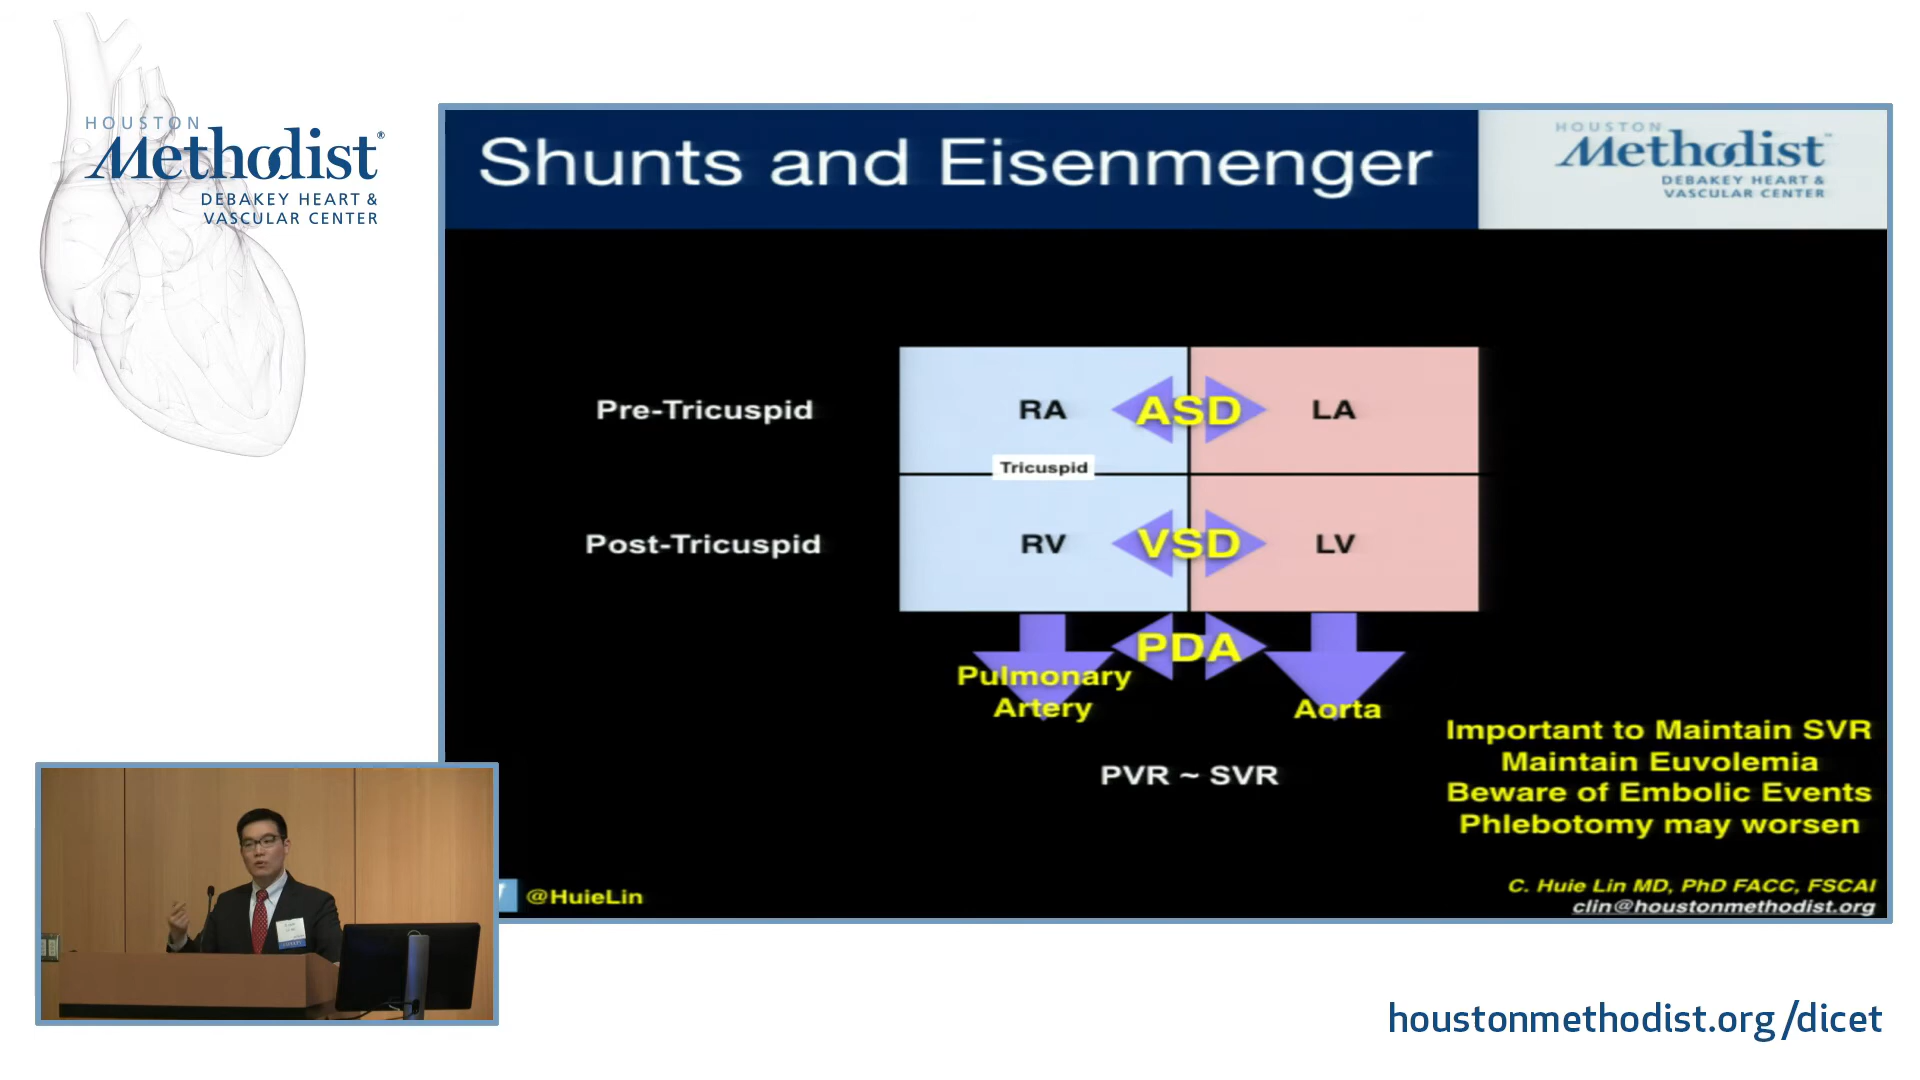 HOUSTON
Methodist®
DEBAKEY HEART &
VASCULAR CENTER
Shunts and Eisenmenger
HOUSTON
Methodist
DEBAKEY HEART &
VASCULAR CENTER
Pre-Tricuspid
RA
ASD
LA
Tricuspid
Post-Tricuspid
RV
VSD
LV
PDA
Pulmonary
Artery
Aorta
PVR ~ SVR
Important to Maintain SVR
Maintain Euvolemia
Beware of Embolic Events
Phlebotomy may worsen
@HuieLin
C. Huie Lin MD, PhD FACC, FSCAI
clin@houstonmethodist.org
houstonmethodist.org/dicet